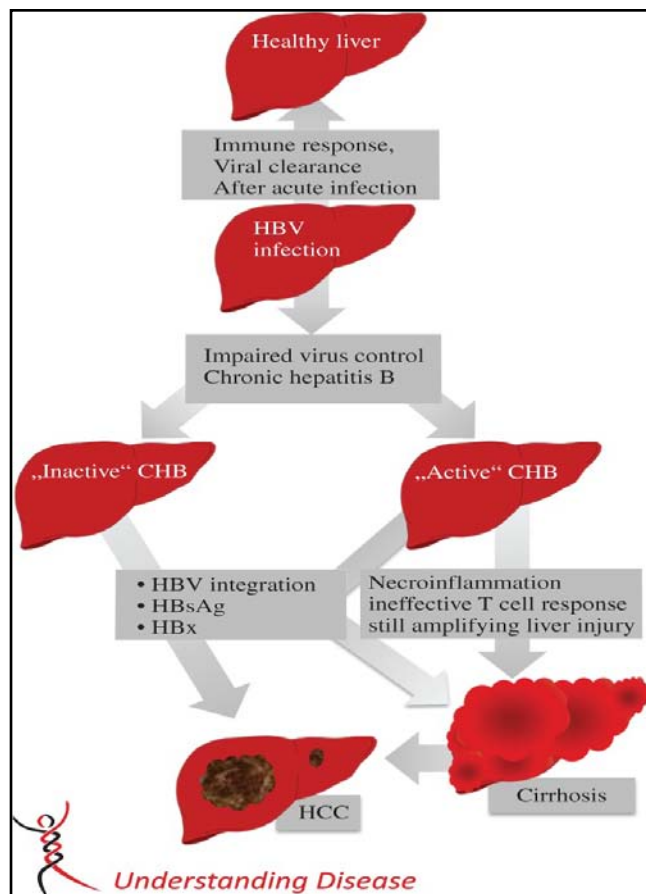 Healthy liver
Immune response,
Viral clearance
After acute infection
HBV
infection
Impaired virus control
Chronic hepatitis B
„Inactive“ CHB
„Active“ CHB
• HBV integration
• HBsAg
• HBx
Necroinflammation
ineffective T cell response
still amplifying liver injury
HCC
Cirrhosis
Understanding Disease